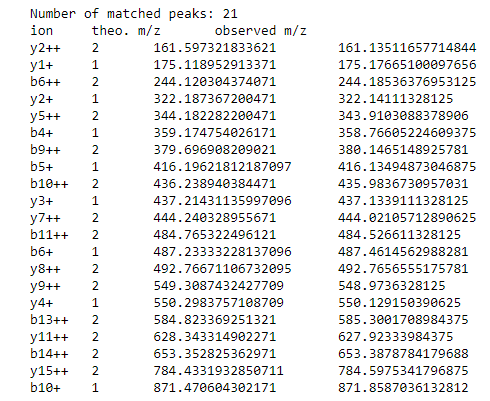 Number of matched peaks: 21
ion theo. m/z observed m/z
y2++ 2 161.597321833621 161.13511657714844
y1+ 1 175.118952913371 175.17665100097656
b6++ 2 244.120304374071 244.18536376953125
y2+ 1 322.187367200471 322.14111328125
y5++ 2 344.182282200471 343.9103088378906
b4+ 1 359.174754026171 358.76605224609375
b9++ 2 379.696908209021 380.1465148925781
b5+ 1 416.19621812187097 416.13494873046875
b10++ 2 436.238940384471 435.9836730957031
y3+ 1 437.21431135997096 437.1339111328125
y7++ 2 444.240328955671 444.02105712890625
b11++ 2 484.765322496121 484.526611328125
b6+ 1 487.23333228137096 487.4614562988281
y8++ 2 492.76671106732095 492.7656555175781
y9++ 2 549.3087432427709 548.9736328125
y4+ 1 550.2983757108709 550.129150390625
b13++ 2 584.823369251321 585.3001708984375
y11++ 2 628.343314902271 627.92333984375
b14++ 2 653.352825362971 653.3878784179688
y15++ 2 784.4331932850711 784.5975341796875
b10+ 1 871.470604302171 871.8587036132812